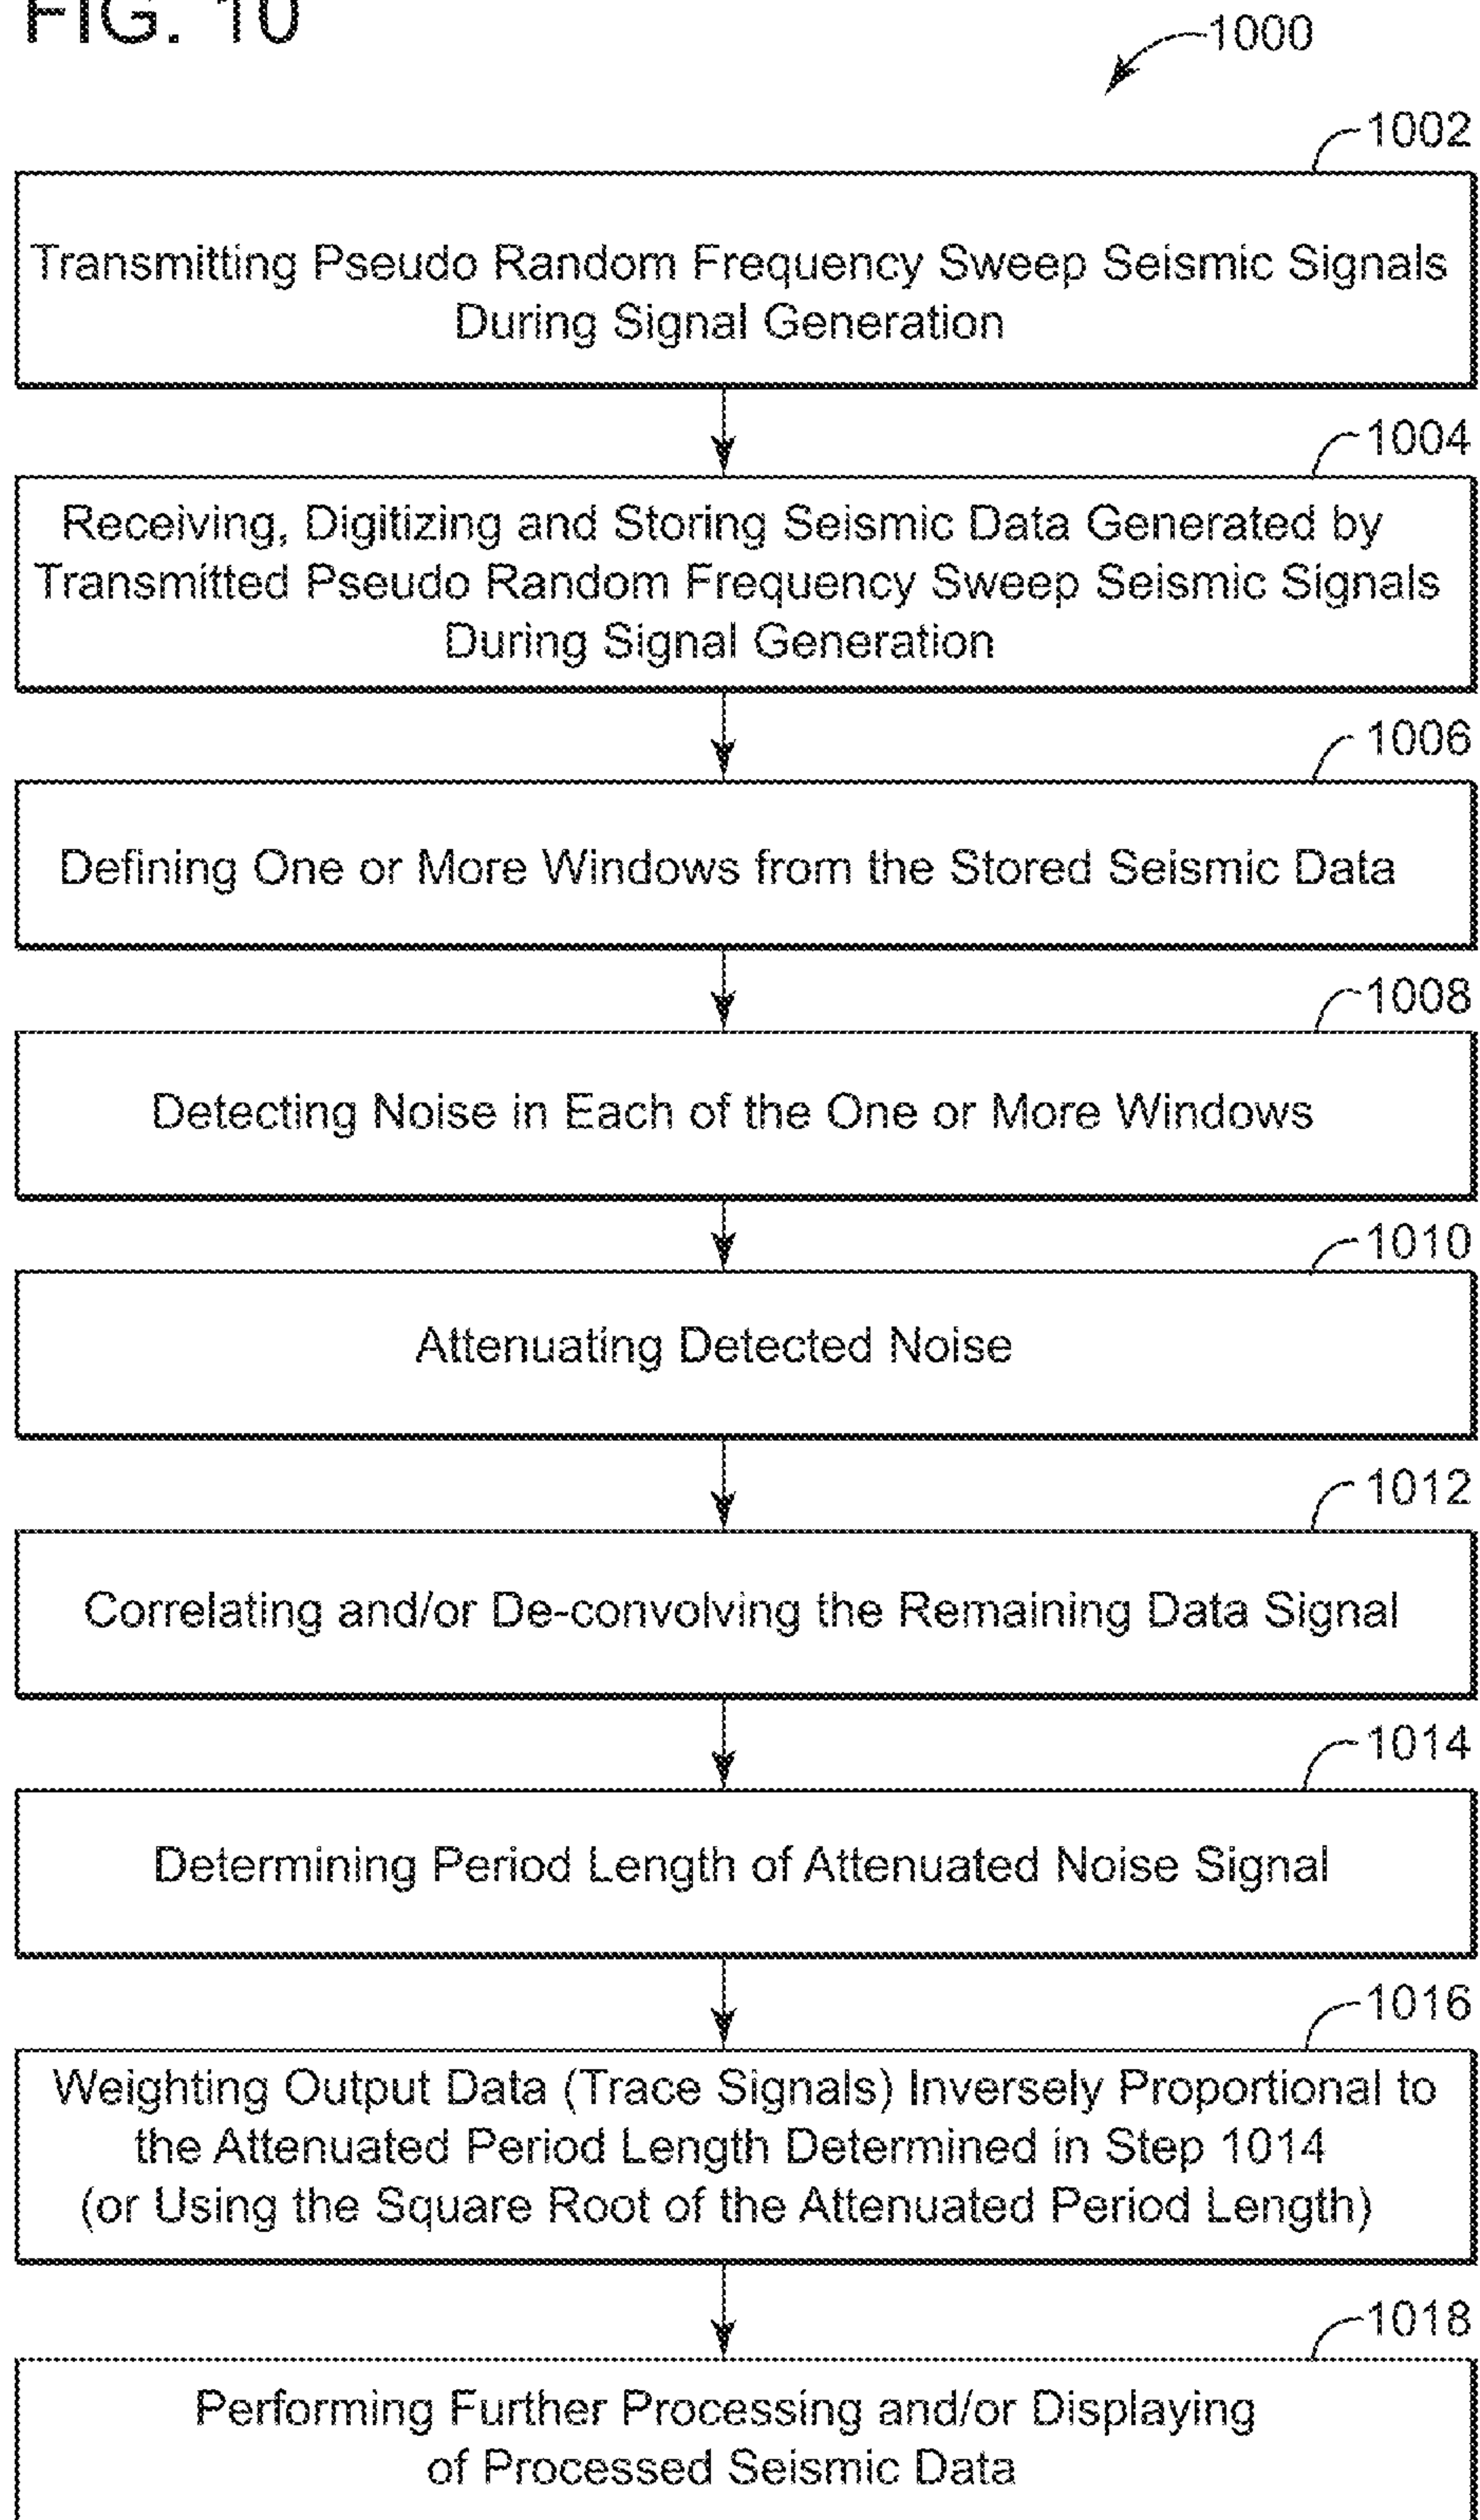 FIG. 10
1000
1002
Transmitting Pseudo Random Frequency Sweep Seismic Signals
During Signal Generation
1004
Receiving, Digitizing and Storing Seismic Data Generated by
Transmitted Pseudo Random Frequency Sweep Seismic Signals
During Signal Generation
1006
Defining One or More Windows from the Stored Seismic Data
1008
Detecting Noise in Each of the One or More Windows
1010
Attenuating Detected Noise
1012
Correlating and/or De-convolving the Remaining Data Signal
1014
Determining Period Length of Attenuated Noise Signal
1016
Weighting Output Data (Trace Signals) Inversely Proportional to
the Attenuated Period Length Determined in Step 1014
(or Using the Square Root of the Attenuated Period Length)
1018
Performing Further Processing and/or Displaying
of Processed Seismic Data